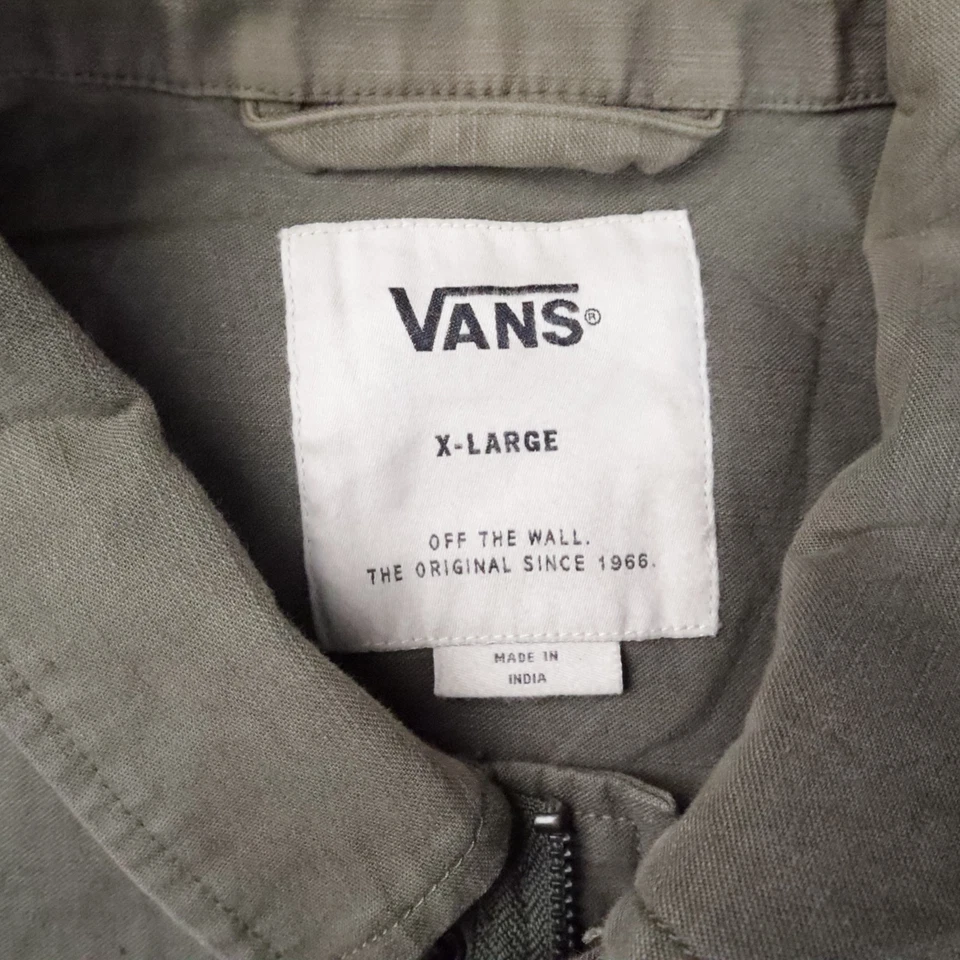 VANS®
X-LARGE
OFF THE WALL.
THE ORIGINAL SINCE 1966.
MADE IN
INDIA